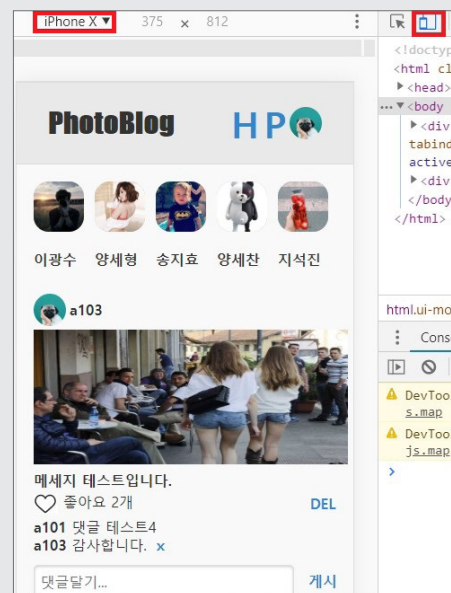 iPhone X ▼ 375 x 812
<!doctyp
<html cl
▶<head>
... ▼<body
▶<div
tabind
active
▶<div
</body
</html>
PhotoBlog H P
이광수 양세형 송지효 양세찬 지석진
a103
html.ui-mo
Cons
DevToo
s.map
DevToo
js.map
>
메세지 테스트입니다.
좋아요 2개 DEL
a101 댓글 테스트4
a103 감사합니다. x
댓글달기... 게시